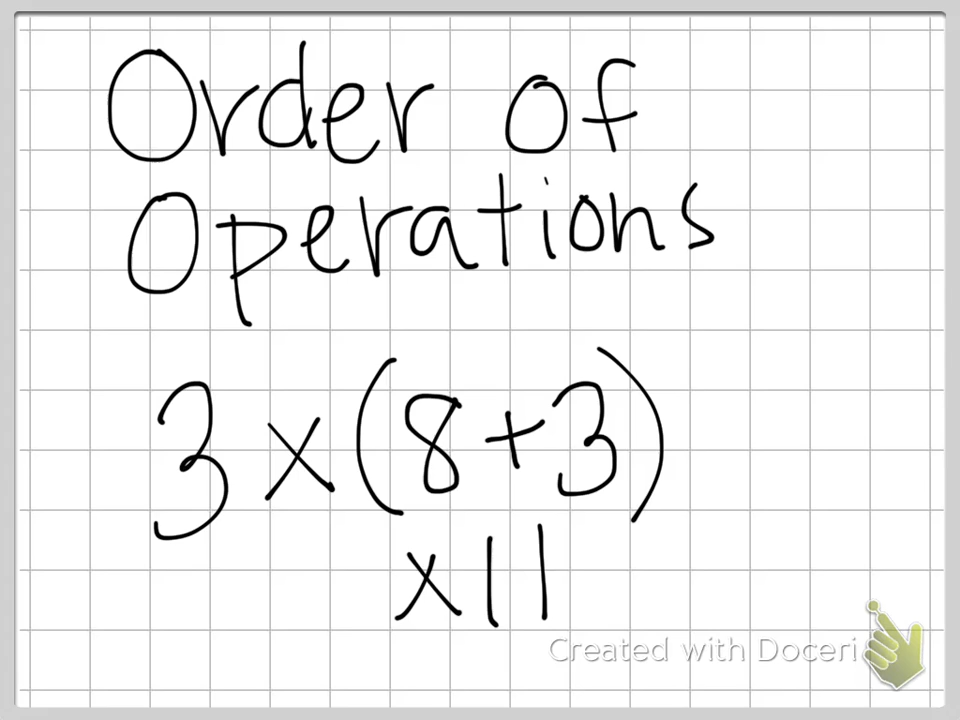 Order of
Operations
3 × (8 + 3)
× 11
Created with Doceri